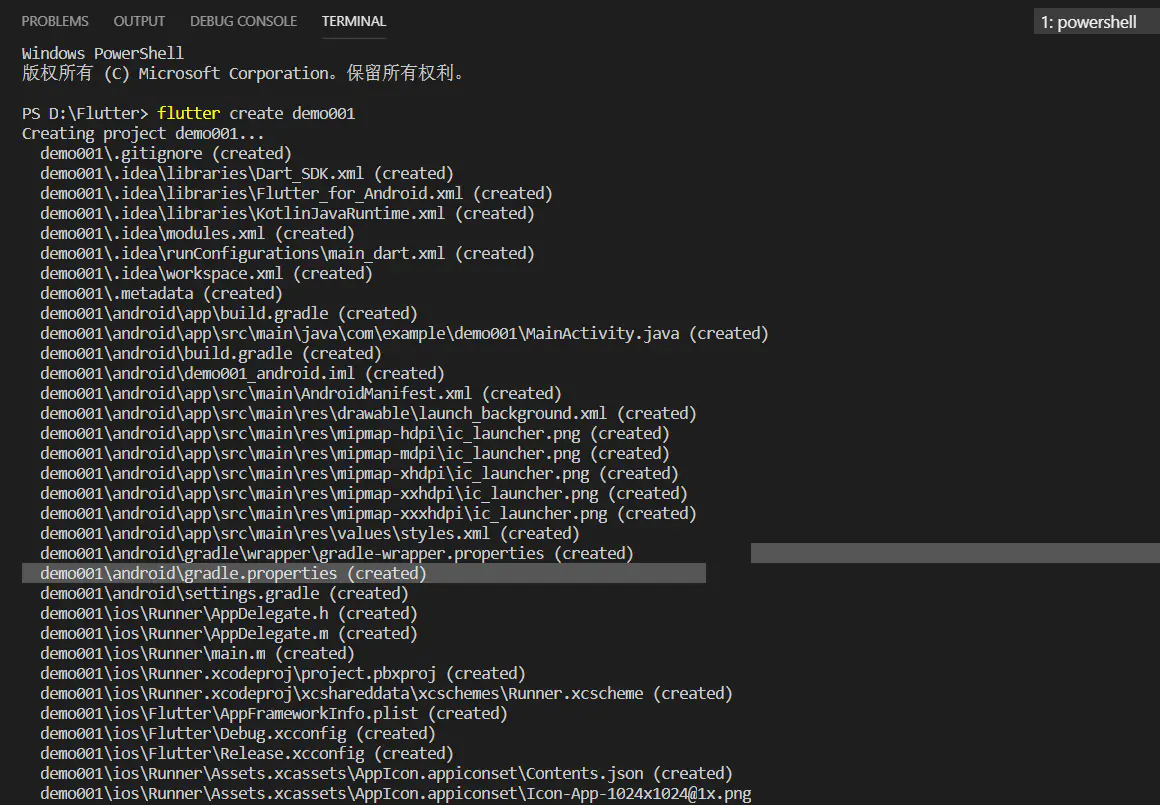 PROBLEMS OUTPUT DEBUG CONSOLE TERMINAL 1: powershell
Windows PowerShell
版权所有 (C) Microsoft Corporation。保留所有权利。
PS D:\Flutter> flutter create demo001
Creating project demo001...
demo001\.gitignore (created)
demo001\.idea\libraries\Dart_SDK.xml (created)
demo001\.idea\libraries\Flutter_for_Android.xml (created)
demo001\.idea\libraries\KotlinJavaRuntime.xml (created)
demo001\.idea\modules.xml (created)
demo001\.idea\runConfigurations\main_dart.xml (created)
demo001\.idea\workspace.xml (created)
demo001\.metadata (created)
demo001\android\app\build.gradle (created)
demo001\android\app\src\main\java\com\example\demo001\MainActivity.java (created)
demo001\android\build.gradle (created)
demo001\android\demo001_android.iml (created)
demo001\android\app\src\main\AndroidManifest.xml (created)
demo001\android\app\src\main\res\drawable\launch_background.xml (created)
demo001\android\app\src\main\res\mipmap-hdpi\ic_launcher.png (created)
demo001\android\app\src\main\res\mipmap-mdpi\ic_launcher.png (created)
demo001\android\app\src\main\res\mipmap-xhdpi\ic_launcher.png (created)
demo001\android\app\src\main\res\mipmap-xxhdpi\ic_launcher.png (created)
demo001\android\app\src\main\res\mipmap-xxxhdpi\ic_launcher.png (created)
demo001\android\app\src\main\res\values\styles.xml (created)
demo001\android\gradle\wrapper\gradle-wrapper.properties (created)
demo001\android\gradle.properties (created)
demo001\android\settings.gradle (created)
demo001\ios\Runner\AppDelegate.h (created)
demo001\ios\Runner\AppDelegate.m (created)
demo001\ios\Runner\main.m (created)
demo001\ios\Runner.xcodeproj\project.pbxproj (created)
demo001\ios\Runner.xcodeproj\xcshareddata\xcschemes\Runner.xcscheme (created)
demo001\ios\Flutter\AppFrameworkInfo.plist (created)
demo001\ios\Flutter\Debug.xcconfig (created)
demo001\ios\Flutter\Release.xcconfig (created)
demo001\ios\Runner\Assets.xcassets\AppIcon.appiconset\Contents.json (created)
demo001\ios\Runner\Assets.xcassets\AppIcon.appiconset\Icon-App-1024x1024@1x.png